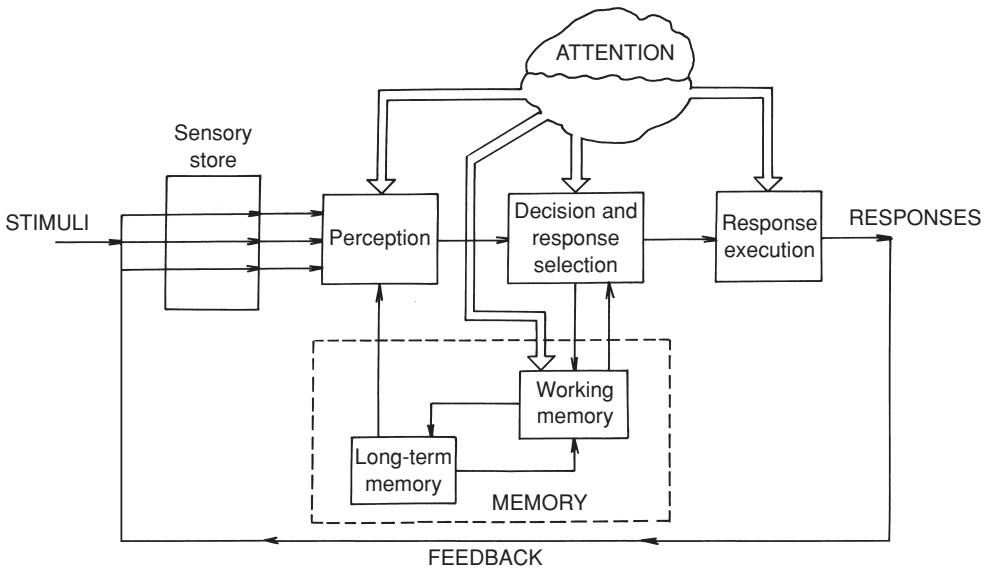 ATTENTION
Sensory
store
STIMULI
Perception
Decision and
response
selection
Response
execution
RESPONSES
Working
memory
Long-term
memory
MEMORY
FEEDBACK